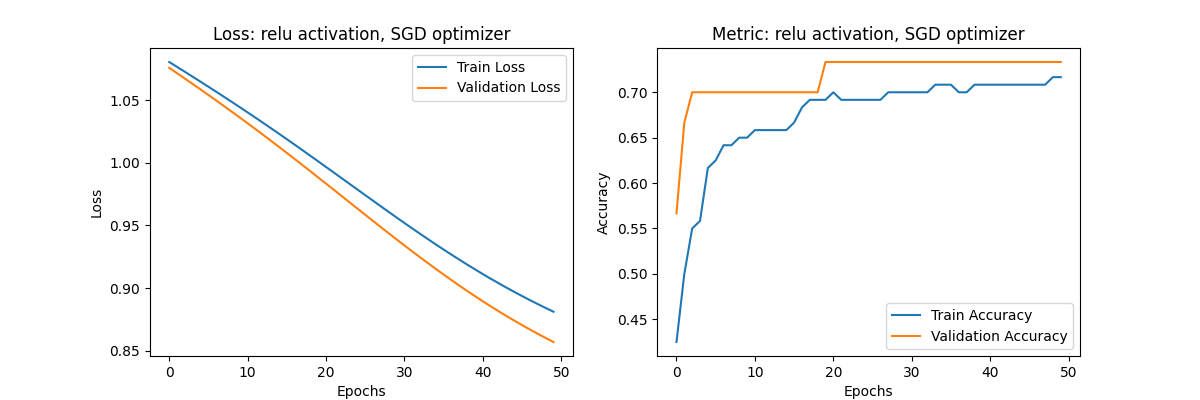 Loss: relu activation, SGD optimizer
Train Loss
Validation Loss
1.05
1.00
0.95
0.90
0.85
Loss
0
10
20
30
40
50
Epochs
Metric: relu activation, SGD optimizer
0.70
0.65
0.60
0.55
0.50
0.45
Accuracy
Train Accuracy
Validation Accuracy
0
10
20
30
40
50
Epochs